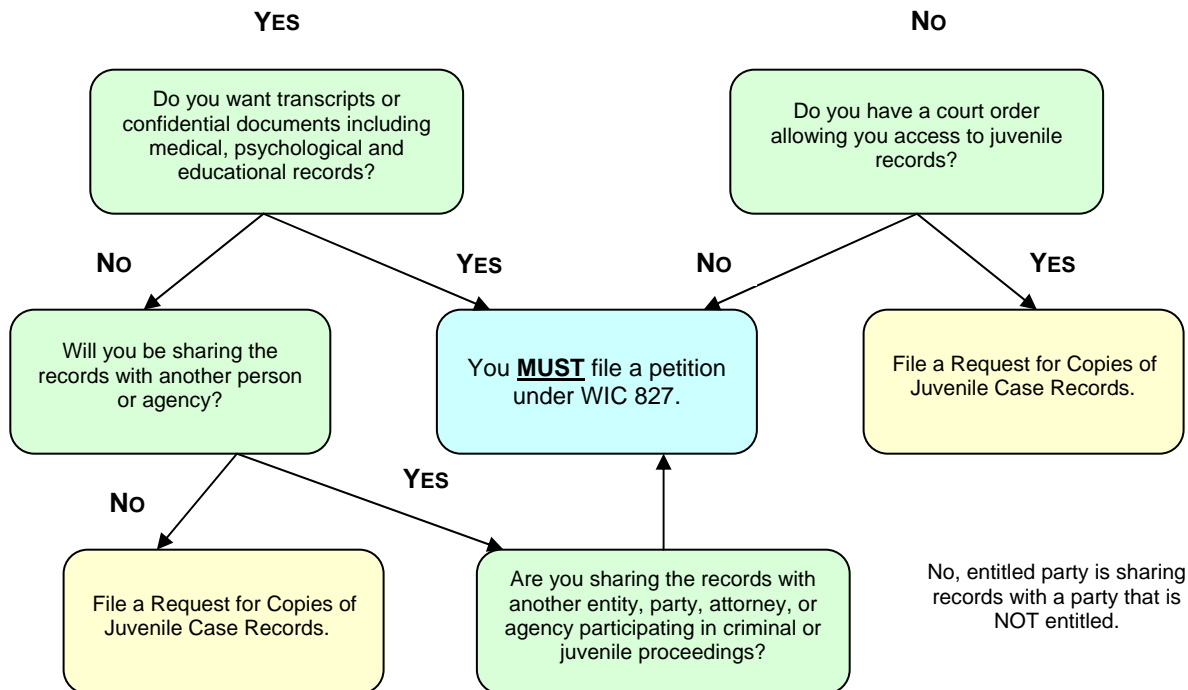 YES
NO
Do you want transcripts or
confidential documents including
medical, psychological and
educational records?
Do you have a court order
allowing you access to juvenile
records?
NO
YES
NO
YES
Will you be sharing the
records with another person
or agency?
You MUST file a petition
under WIC 827.
File a Request for Copies of
Juvenile Case Records.
NO
YES
File a Request for Copies of
Juvenile Case Records.
Are you sharing the records with
another entity, party, attorney, or
agency participating in criminal or
juvenile proceedings?
No, entitled party is sharing
records with a party that is
NOT entitled.